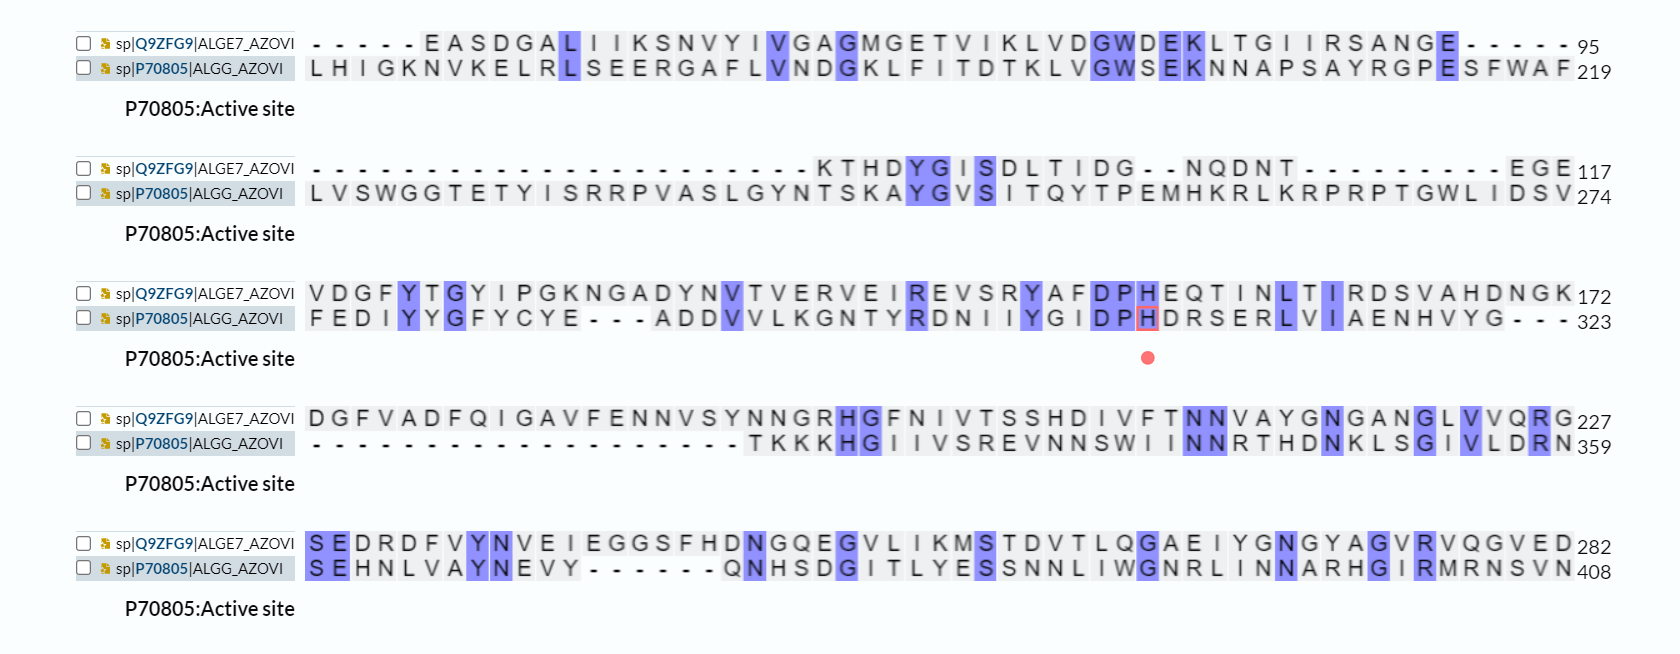 sp|Q9ZFG9|ALGE7_AZOVI -----EASDGALIIKSNVYIVGAGMGETVIKLVDGWDEKLTGIIRSANGE----- 95
sp|P70805|ALGG_AZOVI LHIGKNVKELRLSEERGAFLVNDGKLFITDTKLVGWSEKNNAPSAYRGPESFWAF 219
P70805:Active site
sp|Q9ZFG9|ALGE7_AZOVI ----------------------KTHDYGISDLTIDG--NQDNT---------EGE 117
sp|P70805|ALGG_AZOVI LVSWGGTETYISRRPVASLGYNTSKAYGVSITQYTPEMHKRLKRPRPTGWLIDSV 274
P70805:Active site
sp|Q9ZFG9|ALGE7_AZOVI VDGFYTGYIPGKNGADYNVTVERVEIREVSRYAFDPHEQTINLTIRDSVAHDNGK 172
sp|P70805|ALGG_AZOVI FEDIYYGFYCYE---ADDVVLKGNTYRDNIIYGIDPHDRSERLVIAENHVYG--- 323
P70805:Active site
sp|Q9ZFG9|ALGE7_AZOVI DGFVADFQIGAVFENNVSYNNGRHGFNIVTSSHDIVFTNNVAYGNGANGLVVQRG 227
sp|P70805|ALGG_AZOVI -------------------TKKKHGIIVSREVNNSWIINNRTHDNKLSGIVLDRN 359
P70805:Active site
sp|Q9ZFG9|ALGE7_AZOVI SEDRDFVYNVEIEGGSFHDNGQEGVLIKMSTDVTLQGAEIYGNGYAGVRVQGVED 282
sp|P70805|ALGG_AZOVI SEHNLVAYNEVY------QNHSDGITLYESSNNLIWGNRLINNARHGIRMRNSVN 408
P70805:Active site